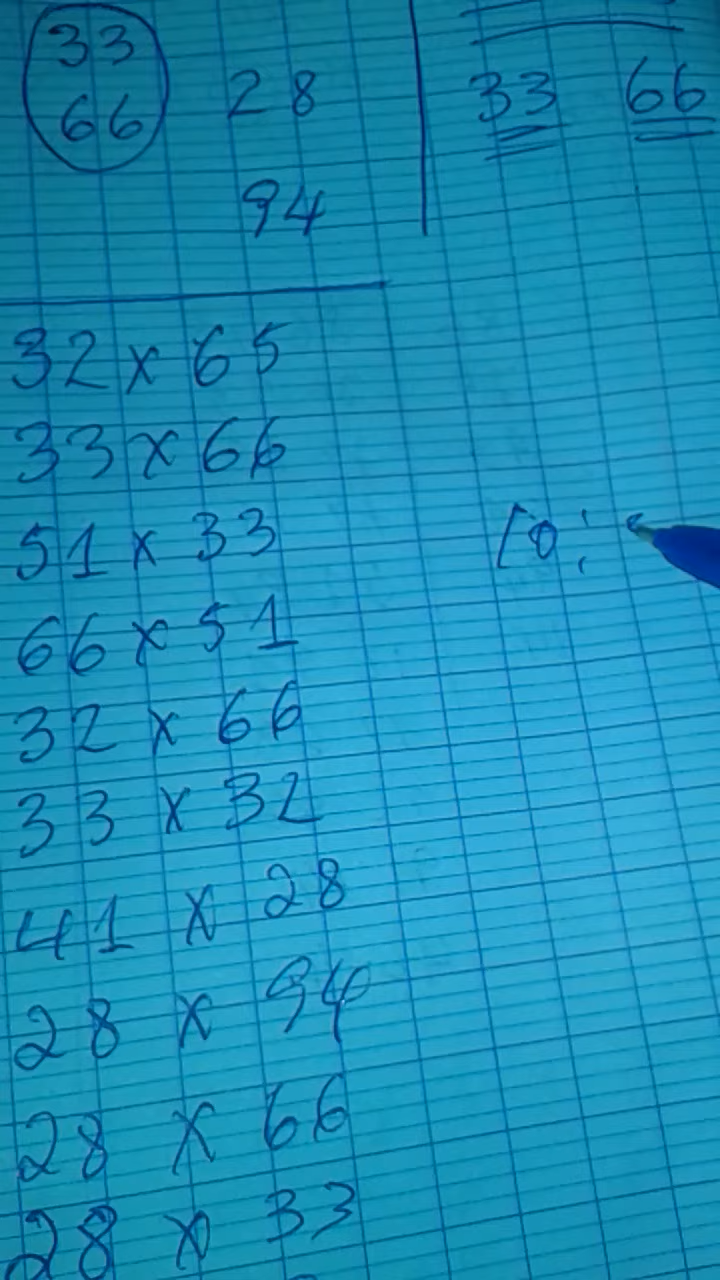 33
66
28
94
33 66
32 x 65
33 x 66
51 x 33
66 x 51
32 x 66
33 x 32
41 x 28
28 x 94
28 x 66
28 x 33